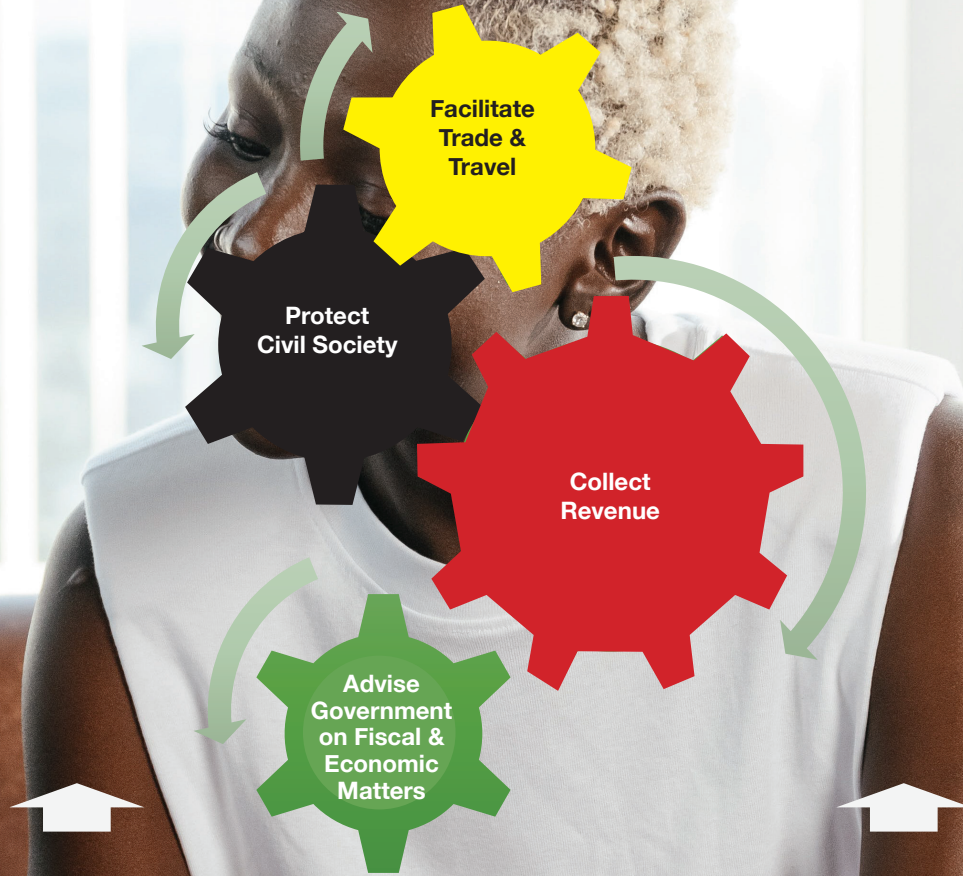 Facilitate
Trade &
Travel
Protect
Civil Society
Collect
Revenue
Advise
Government
on Fiscal &
Economic
Matters